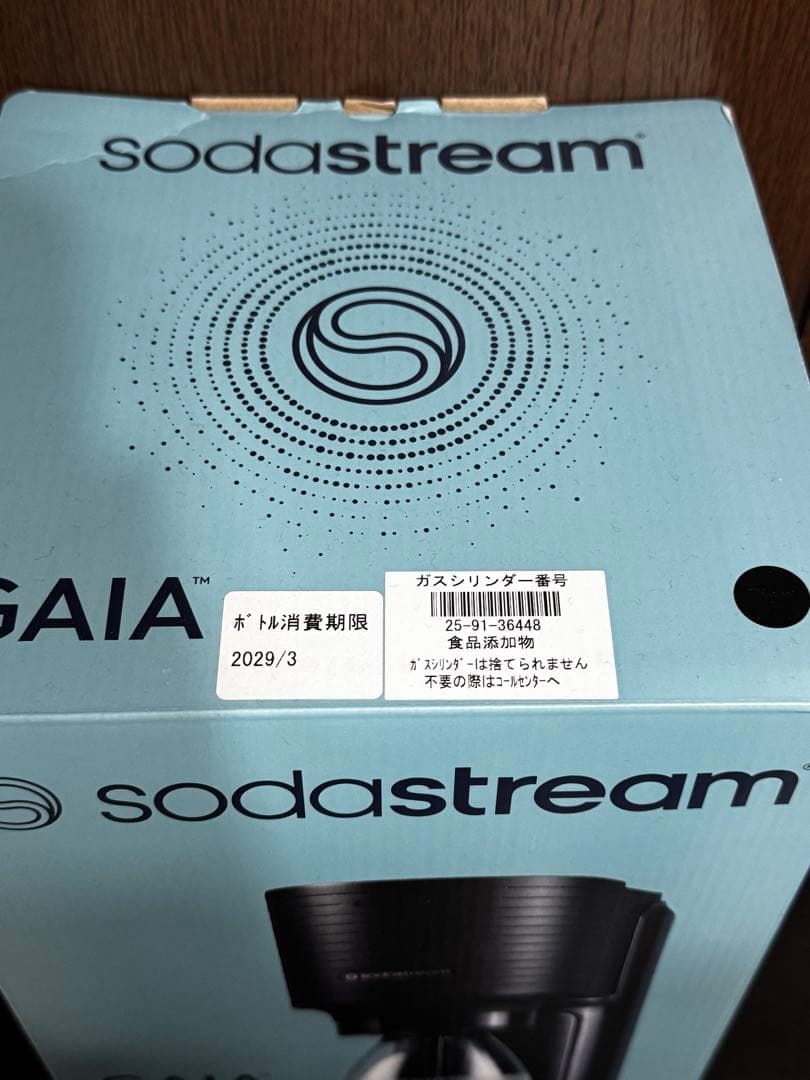 sodastream®
GAIA™
ﾎﾞﾄﾙ消費期限
2029/3
ガスシリンダー番号
25-91-36448
食品添加物
ｶﾞｽｼﾘﾝﾀﾞｰは捨てられません
不要の際はｺｰﾙｾﾝﾀｰへ
sodastream®
sodastream